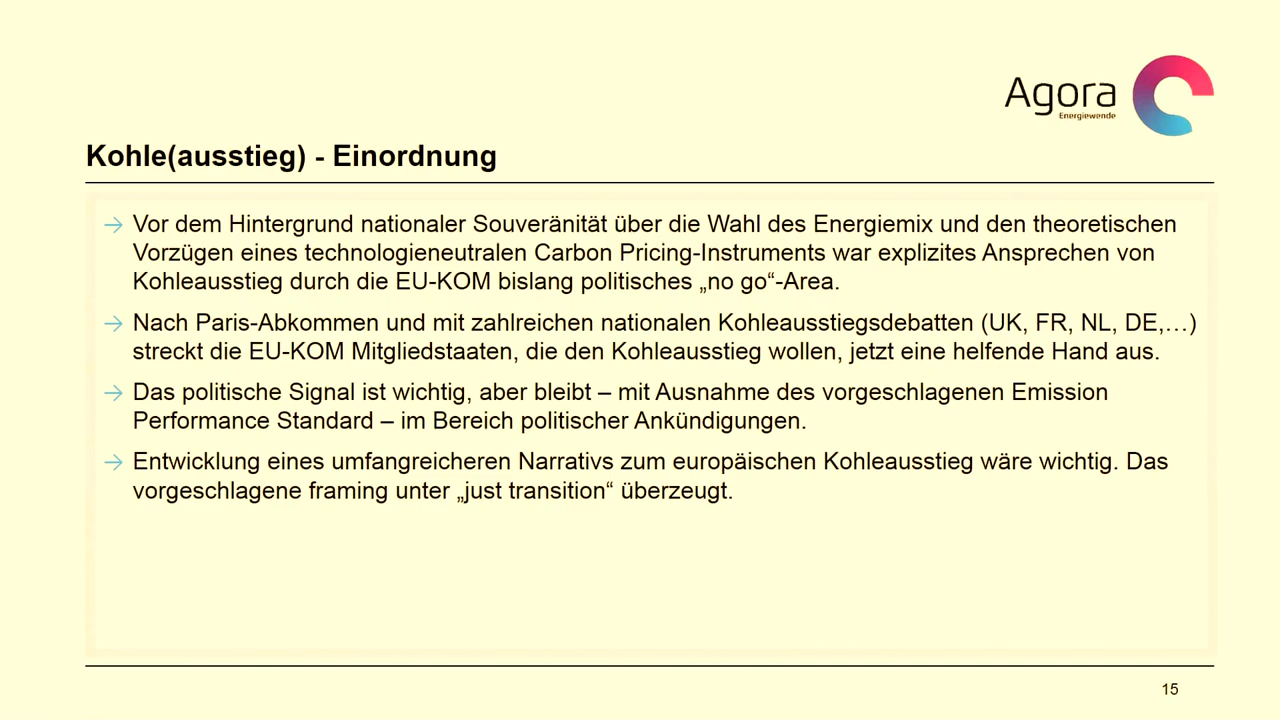 Agora
Energiewende
Kohle(ausstieg) - Einordnung
→ Vor dem Hintergrund nationaler Souveränität über die Wahl des Energiemix und den theoretischen
Vorzügen eines technologieneutralen Carbon Pricing-Instruments war explizites Ansprechen von
Kohleausstieg durch die EU-KOM bislang politisches „no go“-Area.
→ Nach Paris-Abkommen und mit zahlreichen nationalen Kohleausstiegsdebatten (UK, FR, NL, DE,…)
streckt die EU-KOM Mitgliedstaaten, die den Kohleausstieg wollen, jetzt eine helfende Hand aus.
→ Das politische Signal ist wichtig, aber bleibt – mit Ausnahme des vorgeschlagenen Emission
Performance Standard – im Bereich politischer Ankündigungen.
→ Entwicklung eines umfangreicheren Narrativs zum europäischen Kohleausstieg wäre wichtig. Das
vorgeschlagene framing unter „just transition“ überzeugt.
15